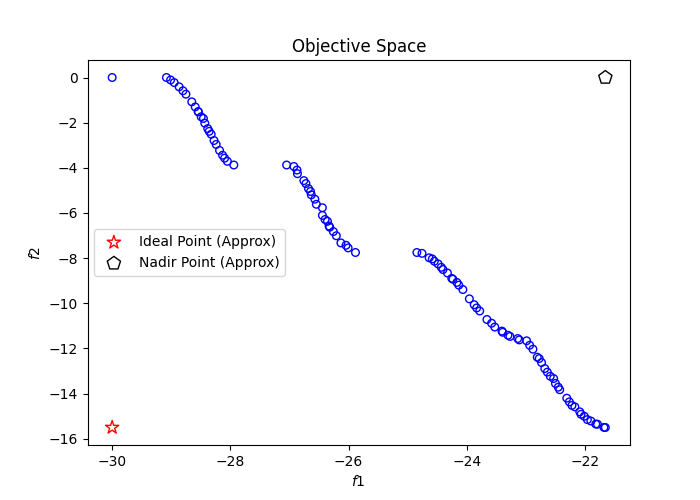 Objective Space
0
−2
−4
−6
−8
−10
−12
−14
−16
f2
Ideal Point (Approx)
Nadir Point (Approx)
−30
−28
−26
−24
−22
f1